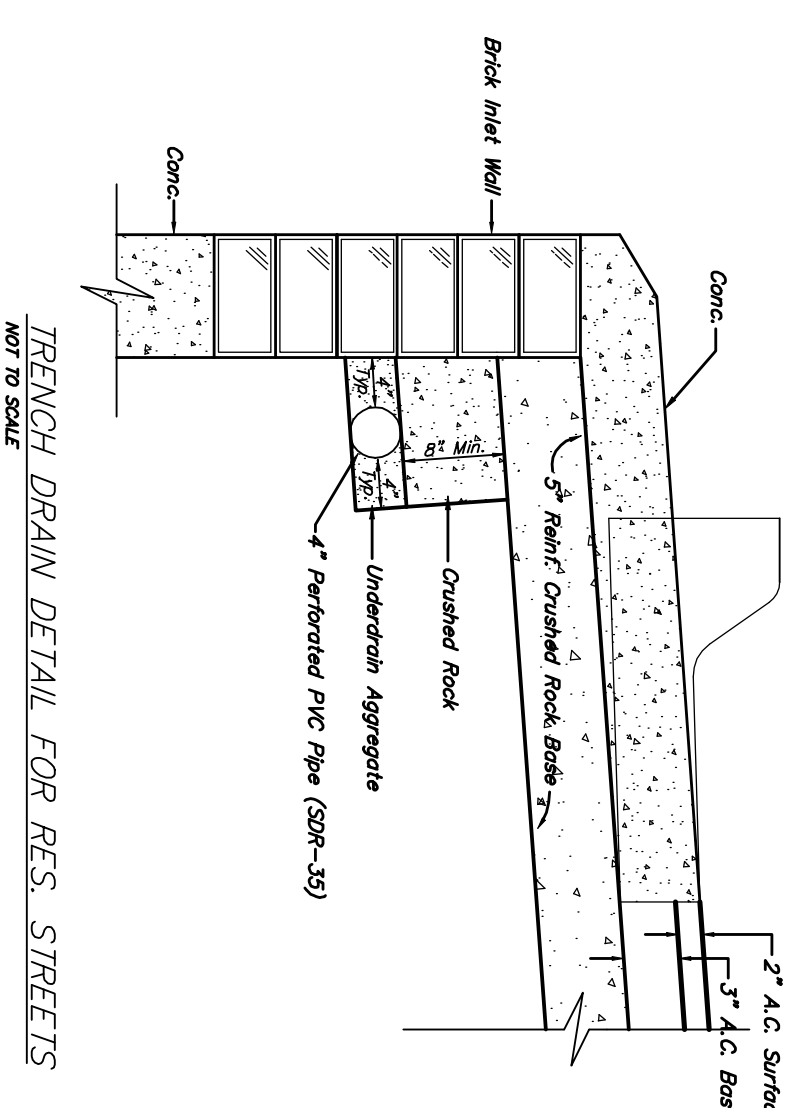 2" A.C. Surfac
3" A.C. Bas
Conc.
5" Reinf. Crushed Rock Base
Brick Inlet Wall
8" Min.
Crushed Rock
4"
Typ.
4"
Typ.
Underdrain Aggregate
4" Perforated PVC Pipe (SDR-35)
Conc.
TRENCH DRAIN DETAIL FOR RES. STREETS
NOT TO SCALE